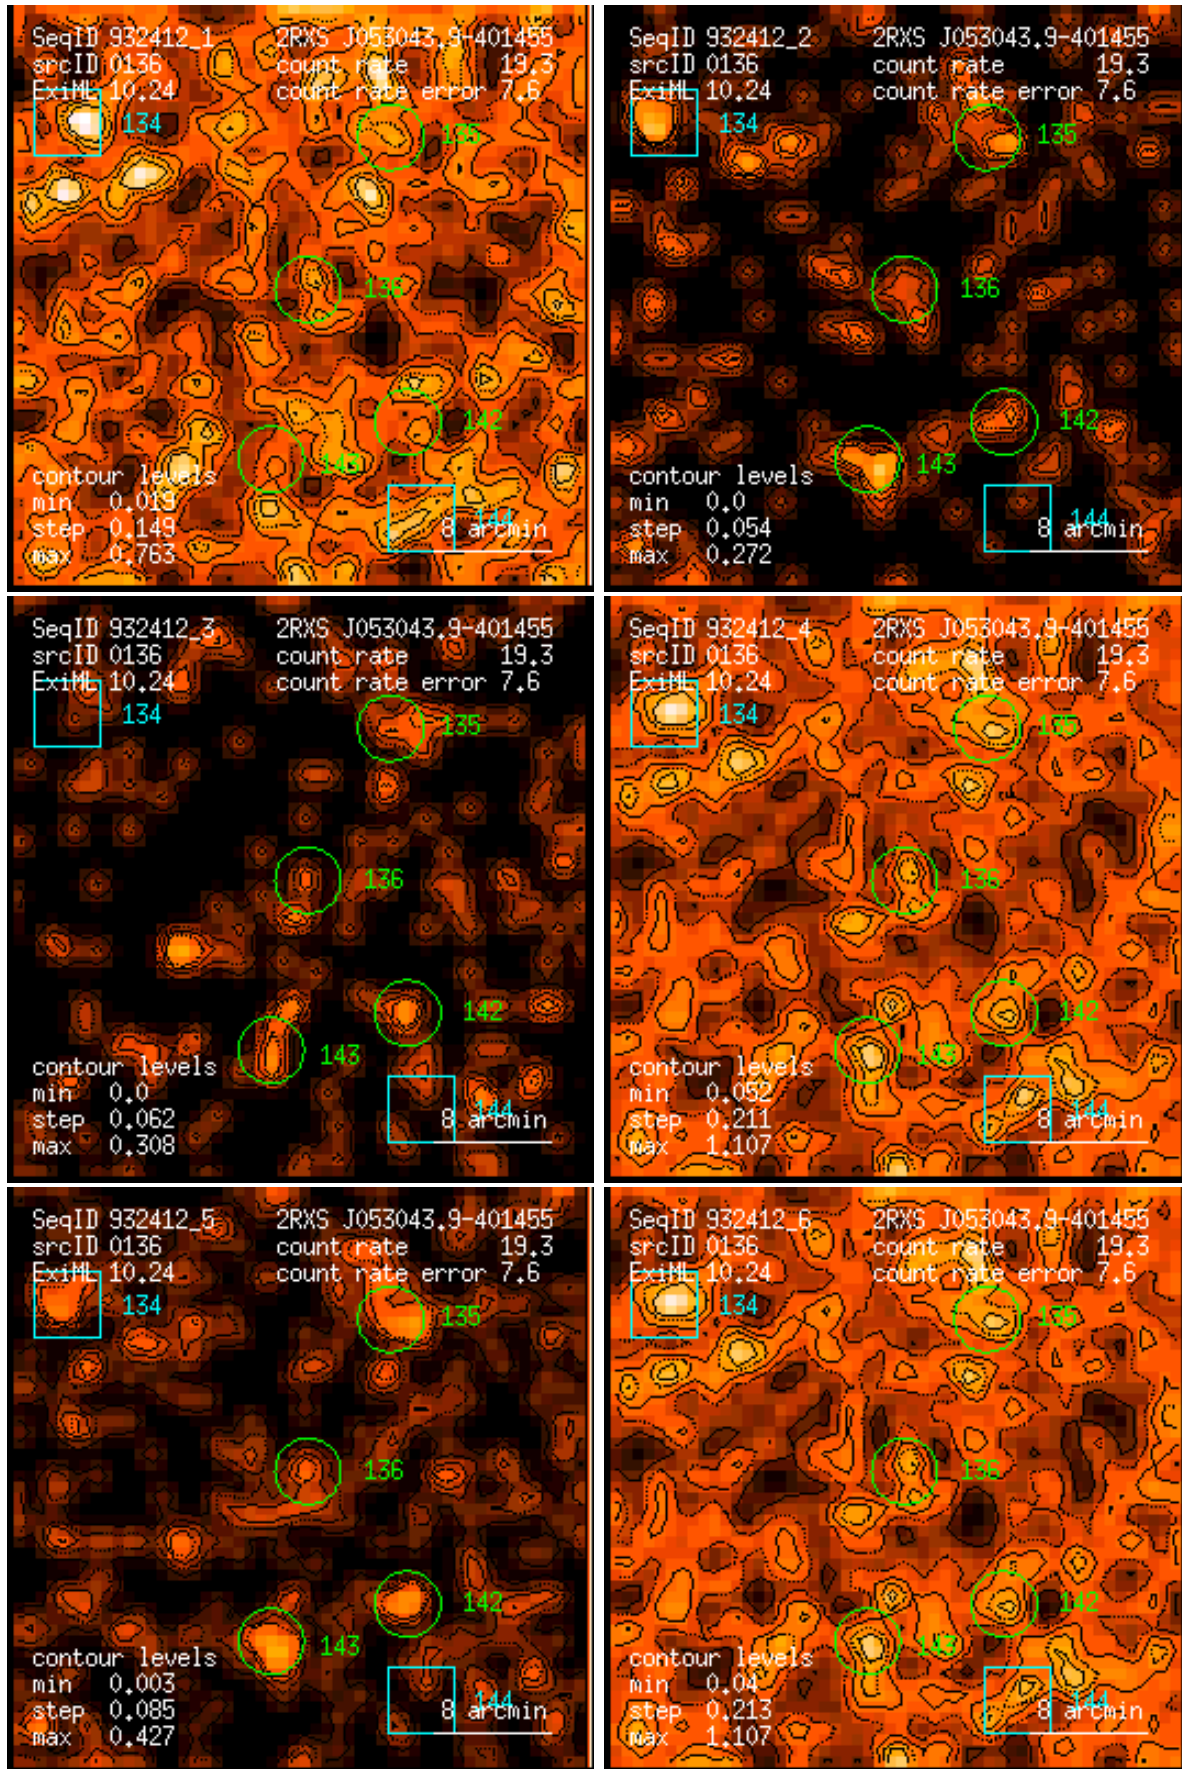 SeqID 932412_1 2RXS J053043.9-401455
srcID 0136 count rate 19.3
ExiML 10.24 count rate error 7.6
134
135
136
142
143
contour levels
min 0.019
step 0.149
max 0.763
144
8 arcmin
SeqID 932412_2 2RXS J053043.9-401455
srcID 0136 count rate 19.3
ExiML 10.24 count rate error 7.6
134
135
136
142
143
contour levels
min 0.0
step 0.054
max 0.272
144
8 arcmin
SeqID 932412_3 2RXS J053043.9-401455
srcID 0136 count rate 19.3
ExiML 10.24 count rate error 7.6
134
135
136
142
143
contour levels
min 0.0
step 0.062
max 0.308
144
8 arcmin
SeqID 932412_4 2RXS J053043.9-401455
srcID 0136 count rate 19.3
ExiML 10.24 count rate error 7.6
134
135
136
142
143
contour levels
min 0.052
step 0.211
max 1.107
144
8 arcmin
SeqID 932412_5 2RXS J053043.9-401455
srcID 0136 count rate 19.3
ExiML 10.24 count rate error 7.6
134
135
136
142
143
contour levels
min 0.003
step 0.085
max 0.427
144
8 arcmin
SeqID 932412_6 2RXS J053043.9-401455
srcID 0136 count rate 19.3
ExiML 10.24 count rate error 7.6
134
135
136
142
143
contour levels
min 0.04
step 0.213
max 1.107
144
8 arcmin